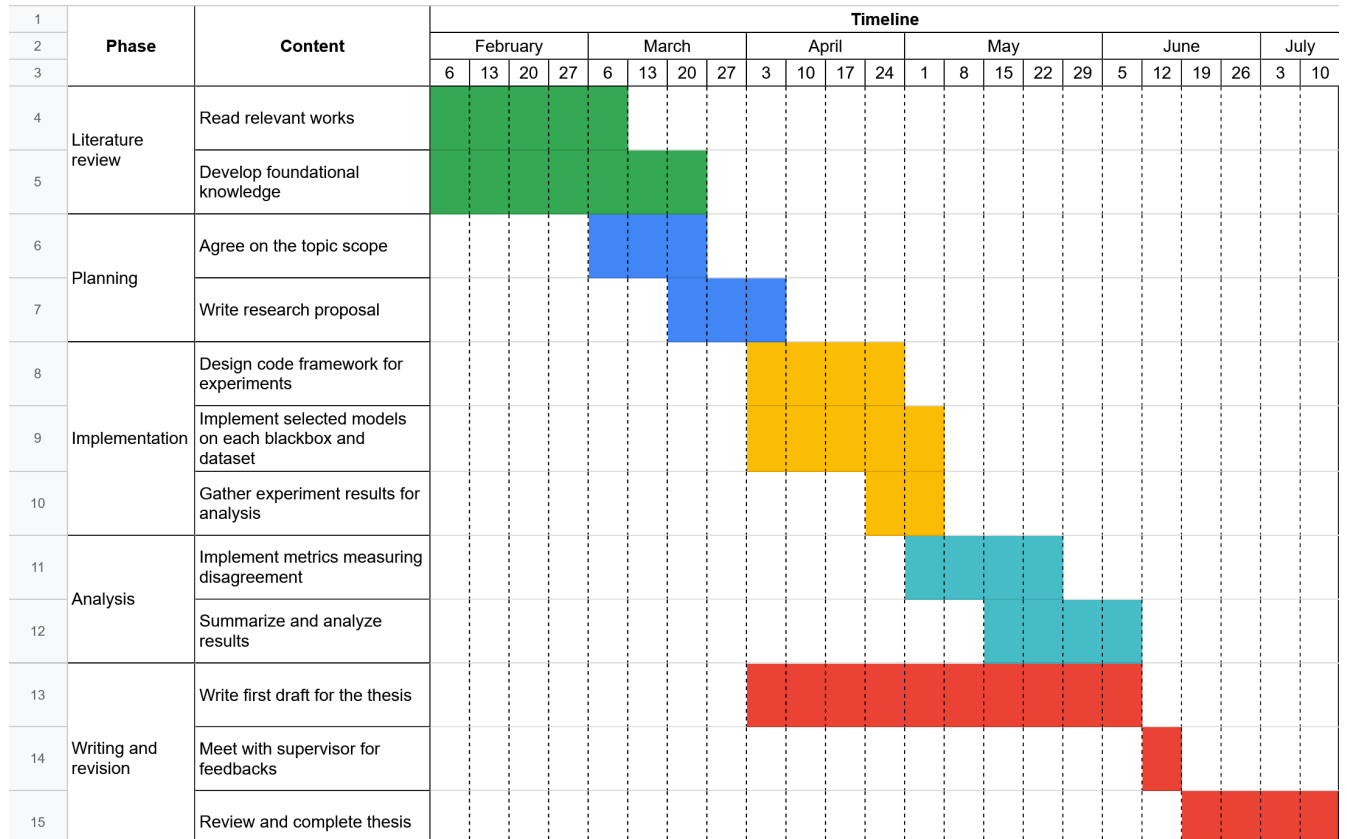 1 Timeline
2 Phase Content February March April May June July
3 6 13 20 27 6 13 20 27 3 10 17 24 1 8 15 22 29 5 12 19 26 3 10
Literature
review
4 Read relevant works
5 Develop foundational
knowledge
Planning
6 Agree on the topic scope
7 Write research proposal
Implementation
8 Design code framework for
experiments
9 Implement selected models
on each blackbox and
dataset
10 Gather experiment results for
analysis
Analysis
11 Implement metrics measuring
disagreement
12 Summarize and analyze
results
Writing and
revision
13 Write first draft for the thesis
14 Meet with supervisor for
feedbacks
15 Review and complete thesis